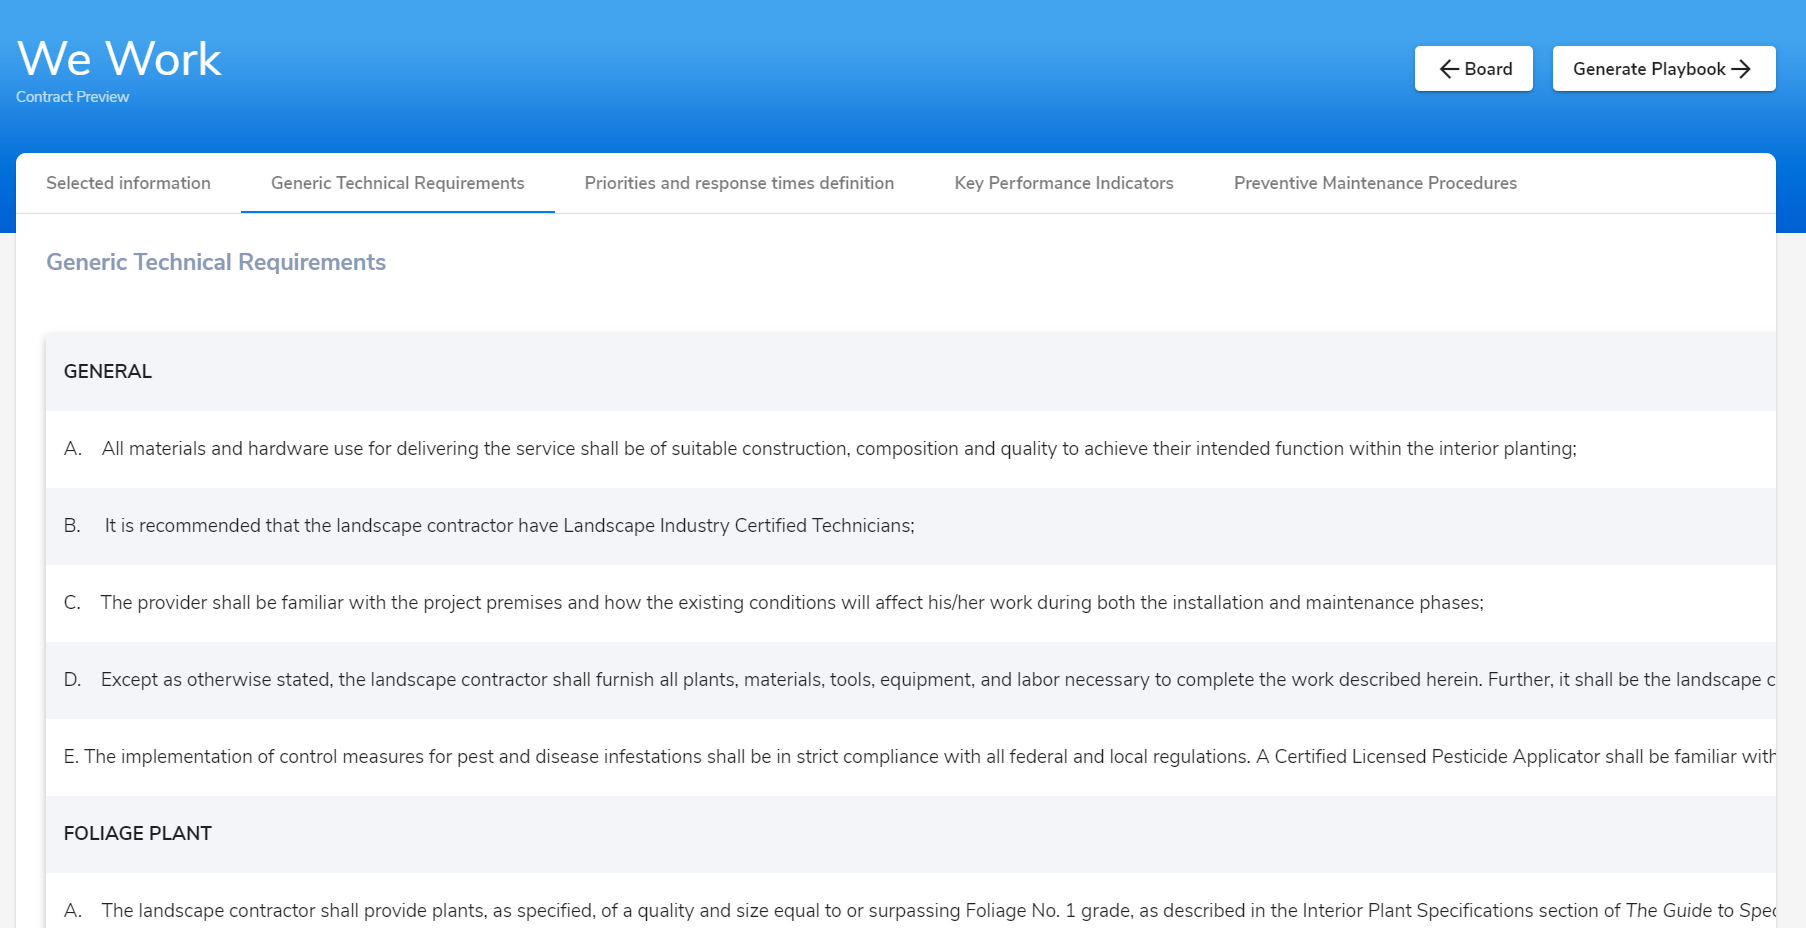 We Work
Contract Preview
Board
Generate Playbook
Selected information
Generic Technical Requirements
Priorities and response times definition
Key Performance Indicators
Preventive Maintenance Procedures
Generic Technical Requirements
GENERAL
A. All materials and hardware use for delivering the service shall be of suitable construction, composition and quality to achieve their intended function within the interior planting;
B. It is recommended that the landscape contractor have Landscape Industry Certified Technicians;
C. The provider shall be familiar with the project premises and how the existing conditions will affect his/her work during both the installation and maintenance phases;
D. Except as otherwise stated, the landscape contractor shall furnish all plants, materials, tools, equipment, and labor necessary to complete the work described herein. Further, it shall be the landscape
E. The implementation of control measures for pest and disease infestations shall be in strict compliance with all federal and local regulations. A Certified Licensed Pesticide Applicator shall be familiar with
FOLIAGE PLANT
A. The landscape contractor shall provide plants, as specified, of a quality and size equal to or surpassing Foliage No. 1 grade, as described in the Interior Plant Specifications section of The Guide to